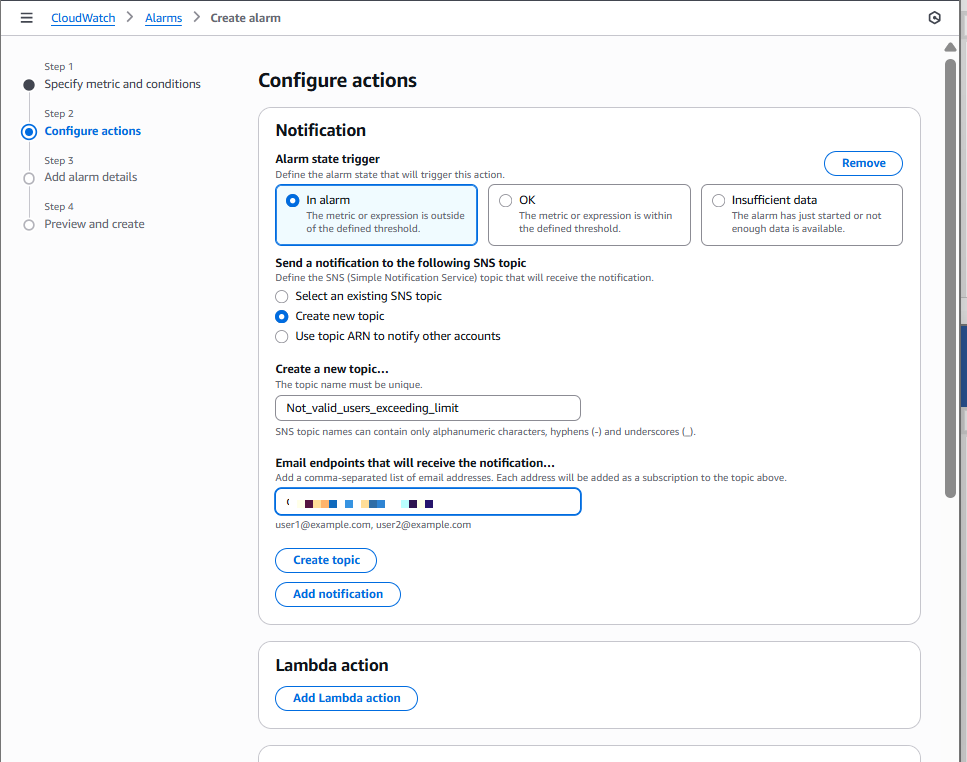 CloudWatch > Alarms > Create alarm
Step 1
Specify metric and conditions
Step 2
Configure actions
Step 3
Add alarm details
Step 4
Preview and create
Configure actions
Notification
Alarm state trigger
Define the alarm state that will trigger this action.
Remove
In alarm
The metric or expression is outside
of the defined threshold.
OK
The metric or expression is within
the defined threshold.
Insufficient data
The alarm has just started or not
enough data is available.
Send a notification to the following SNS topic
Define the SNS (Simple Notification Service) topic that will receive the notification.
Select an existing SNS topic
Create new topic
Use topic ARN to notify other accounts
Create a new topic...
The topic name must be unique.
Not_valid_users_exceeding_limit
SNS topic names can contain only alphanumeric characters, hyphens (-) and underscores (_).
Email endpoints that will receive the notification...
Add a comma-separated list of email addresses. Each address will be added as a subscription to the topic above.
user1@example.com, user2@example.com
Create topic
Add notification
Lambda action
Add Lambda action